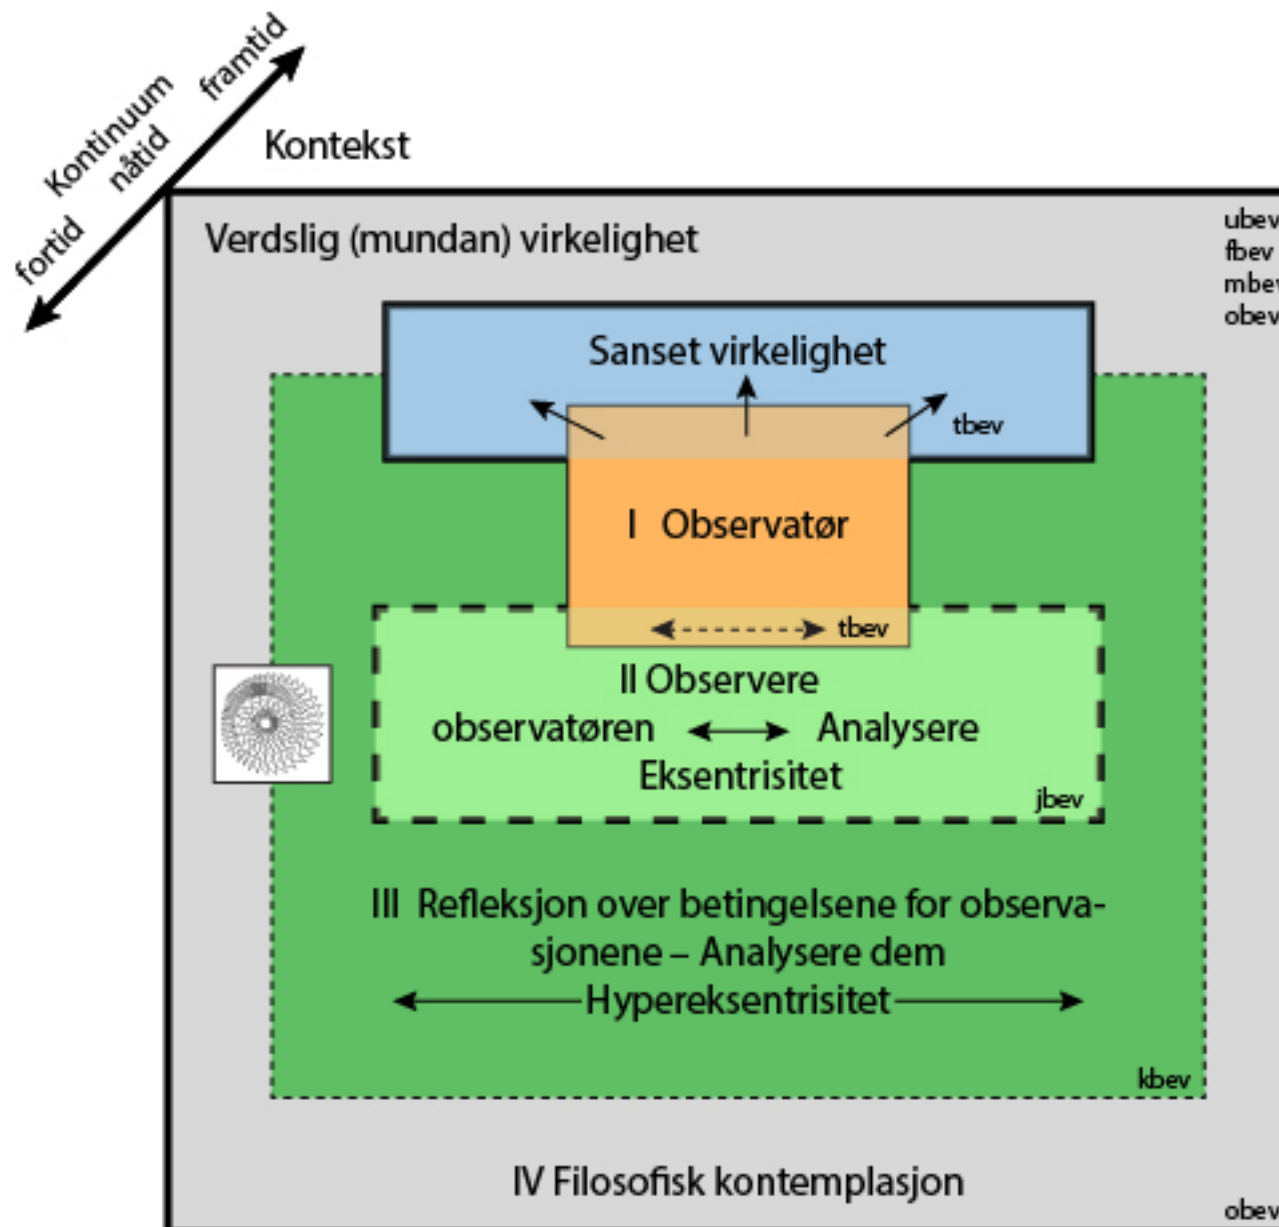 framtid
Kontinuum
nåtid
fortid
Kontekst
Verdslig (mundan) virkelighet
ubev
fbev
mbev
obev
Sanset virkelighet
tbev
I Observatør
tbev
II Observere
observatøren Analysere
Eksentrisitet
jbev
III Refleksjon over betingelsene for observa-
sjonene – Analysere dem
Hypereksentrisitet
kbev
IV Filosofisk kontemplasjon
obev